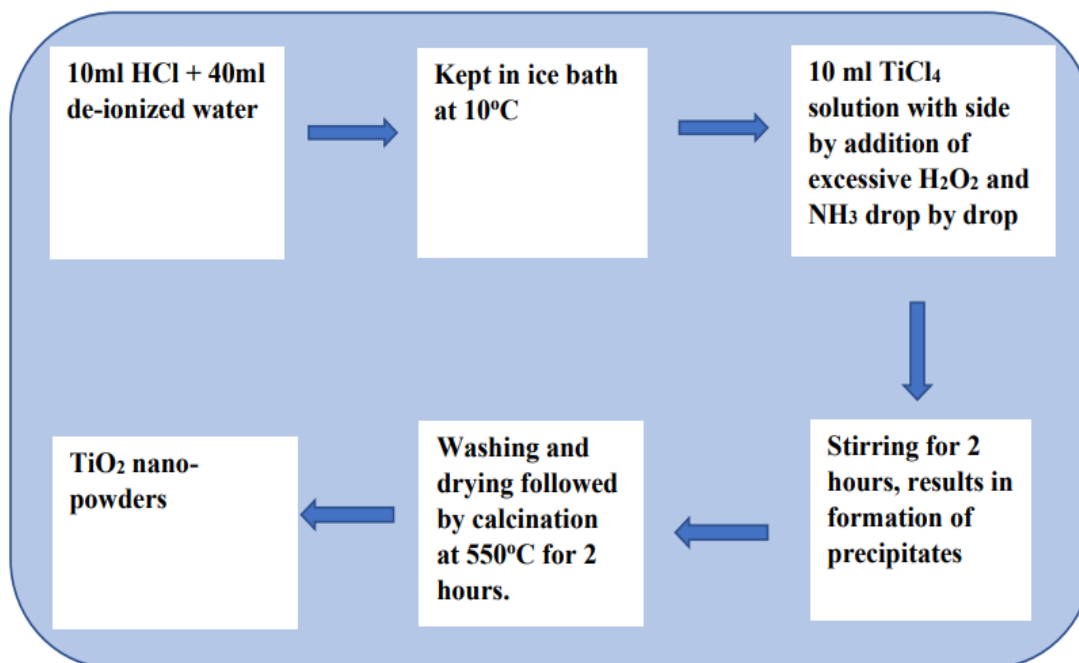 10ml HCl + 40ml
de-ionized water
Kept in ice bath
at 10⁰C
10 ml TiCl₄
solution with side
by addition of
excessive H₂O₂ and
NH₃ drop by drop
Stirring for 2
hours, results in
formation of
precipitates
Washing and
drying followed
by calcination
at 550⁰C for 2
hours.
TiO₂ nano-
powders